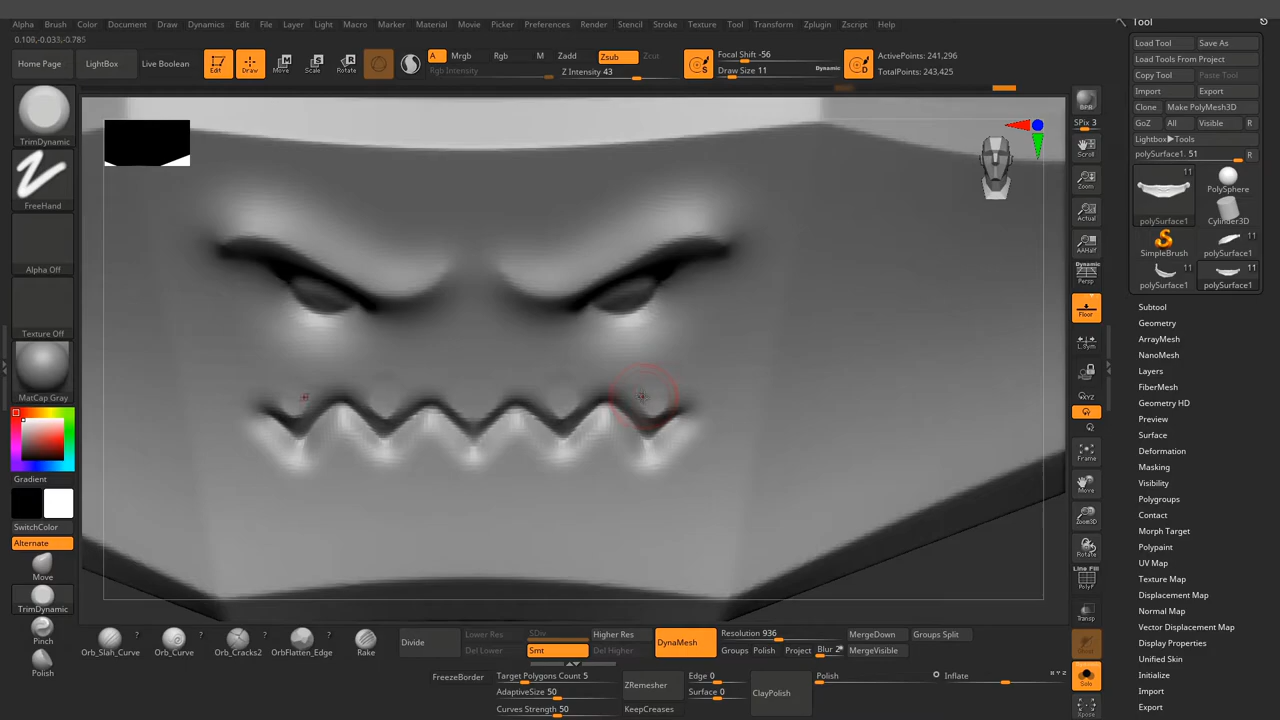 Alpha Brush Color Document Draw Dynamics Edit File Layer Light Macro Marker Material Movie Picker Preferences Render Stencil Stroke Texture Tool Transform Zplugin Zscript Help
Tool
0.109,-0.033,-0.785
Home Page
LightBox
Live Boolean
Edit
Draw
Move
Scale
Rotate
A
Mrgb
Rgb
M
Zadd
Zsub
Zcut
Rgb Intensity
Z Intensity 43
S
Focal Shift -56
Draw Size 11
Dynamic
D
ActivePoints: 241,296
TotalPoints: 243,425
Load Tool
Save As
Load Tools From Project
Copy Tool
Paste Tool
Import
Export
Clone
Make PolyMesh3D
GoZ
All
Visible
R
Lightbox▶Tools
polySurface1. 51
R
11
polySurface1
PolySphere
Cylinder3D
SimpleBrush
11
polySurface1
11
polySurface1
11
polySurface1
Subtool
Geometry
ArrayMesh
NanoMesh
Layers
FiberMesh
Geometry HD
Preview
Surface
Deformation
Masking
Visibility
Polygroups
Contact
Morph Target
Polypaint
UV Map
Texture Map
Displacement Map
Normal Map
Vector Displacement Map
Display Properties
Unified Skin
Initialize
Import
Export
TrimDynamic
FreeHand
Alpha Off
Texture Off
MatCap Gray
Gradient
SwitchColor
Alternate
Move
TrimDynamic
Pinch
Polish
BPR
SPix 3
Scroll
Zoom
Actual
AAHalf
Dynamic
Persp
Floor
L.Sym
XYZ
Frame
Move
Zoom3D
Rotate
Line Fill
PolyF
Transp
Solo
Xpose
Orb_Slah_Curve
?
Orb_Curve
?
Orb_Cracks2
?
OrbFlatten_Edge
?
Rake
Divide
Lower Res
SDiv
Higher Res
Del Lower
Smt
Del Higher
DynaMesh
Resolution 936
Groups
Polish
Project
Blur 2
MergeDown
MergeVisible
Groups Split
FreezeBorder
Target Polygons Count 5
AdaptiveSize 50
Curves Strength 50
ZRemesher
KeepCreases
Edge 0
Surface 0
ClayPolish
Polish
Inflate
X Y Z